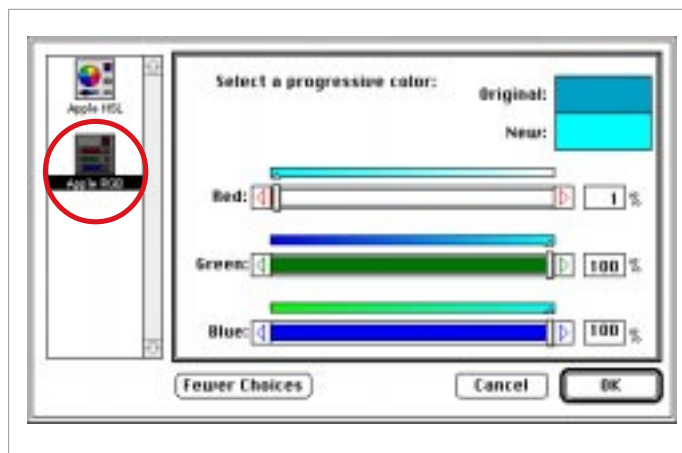 Apple HSL
Apple RGB
Select a progressive color:
Original:
New:
Red: 1 %
Green: 100 %
Blue: 100 %
Fewer Choices
Cancel
OK